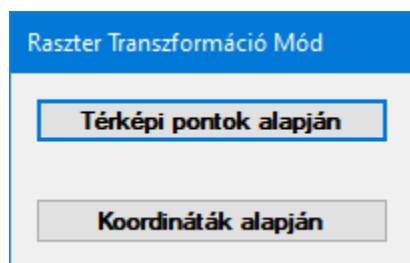 Raszter Transzformáció Mód
Térképi pontok alapján
Koordináták alapján